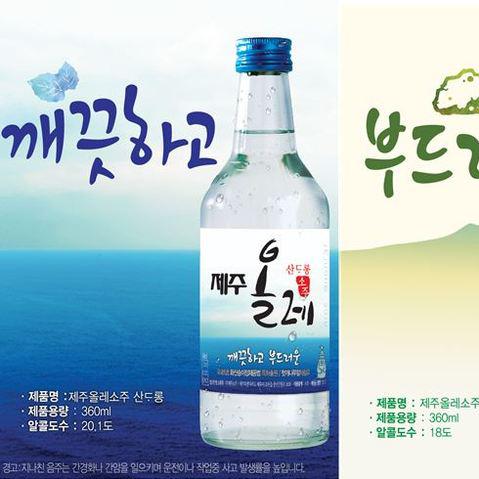 깨끗하고
제주
올레
산도롱
소주
깨끗하고 부드러운
· 제품명 : 제주올레소주 산도롱
· 제품용량 : 360ml
· 알콜도수 : 20.1도
경고 : 지나친 음주는 간경화나 간암을 일으키며 운전이나 작업중 사고 발생률을 높입니다.
부드러
· 제품명 : 제주올레소주
· 제품용량 : 360ml
· 알콜도수 : 18도